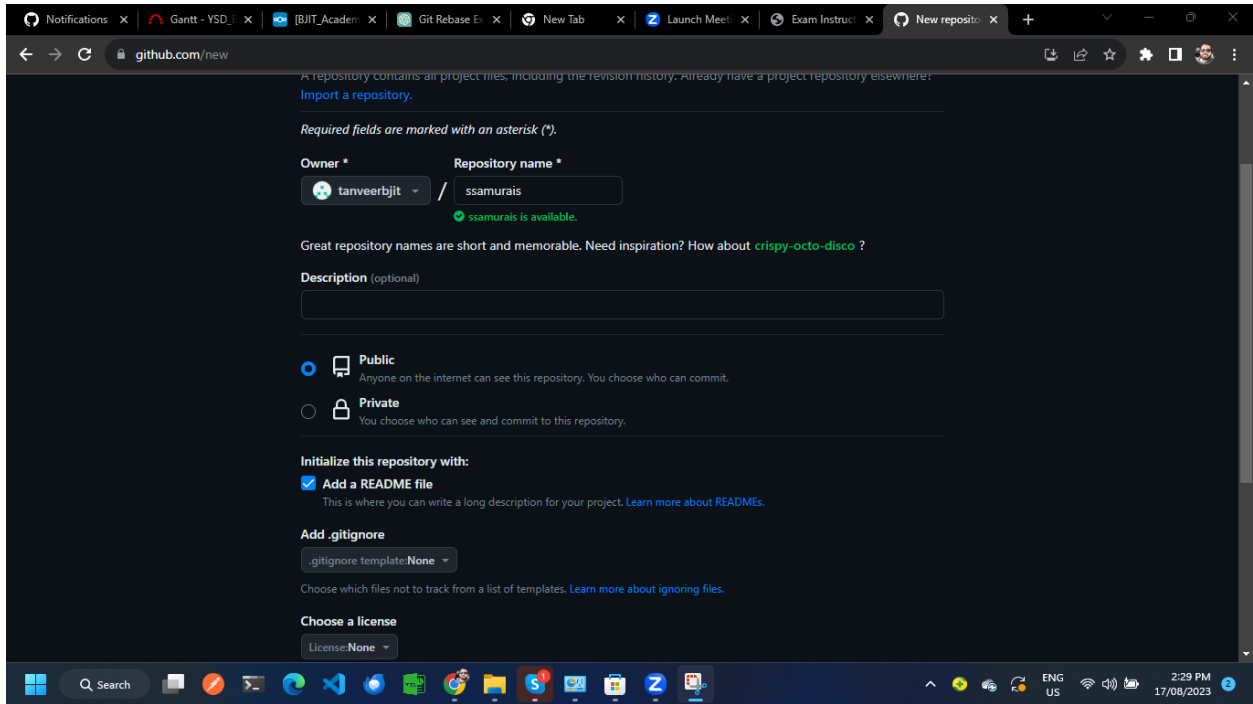 Notifications
Gantt - YSD_E
[BJIT_Academ
Git Rebase Ex
New Tab
Launch Meeti
Exam Instruct
New reposito
github.com/new
A repository contains all project files, including the revision history. Already have a project repository elsewhere?
Import a repository.
Required fields are marked with an asterisk (*).
Owner * Repository name *
tanveerbjit / ssamurais
ssamurais is available.
Great repository names are short and memorable. Need inspiration? How about crispy-octo-disco ?
Description (optional)
Public
Anyone on the internet can see this repository. You choose who can commit.
Private
You choose who can see and commit to this repository.
Initialize this repository with:
Add a README file
This is where you can write a long description for your project. Learn more about READMEs.
Add .gitignore
.gitignore template:None
Choose which files not to track from a list of templates. Learn more about ignoring files.
Choose a license
License:None
Search
ENG
US
2:29 PM
17/08/2023
2